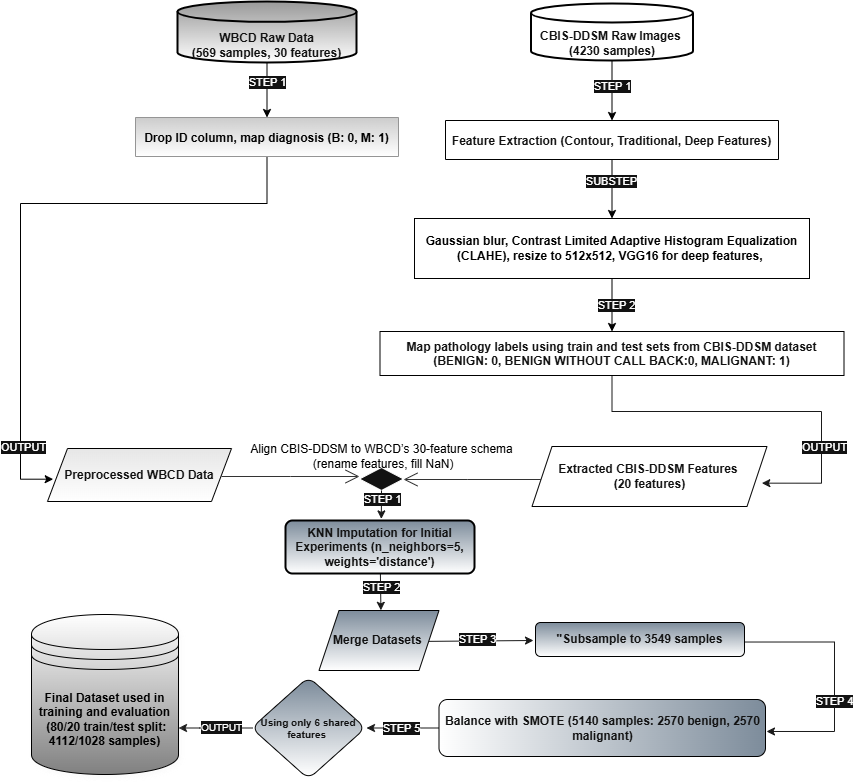 WBCD Raw Data
(569 samples, 30 features)
CBIS-DDSM Raw Images
(4230 samples)
STEP 1
STEP 1
Drop ID column, map diagnosis (B: 0, M: 1)
Feature Extraction (Contour, Traditional, Deep Features)
SUBSTEP
Gaussian blur, Contrast Limited Adaptive Histogram Equalization
(CLAHE), resize to 512x512, VGG16 for deep features,
STEP 2
Map pathology labels using train and test sets from CBIS-DDSM dataset
(BENIGN: 0, BENIGN WITHOUT CALL BACK:0, MALIGNANT: 1)
OUTPUT
OUTPUT
Preprocessed WBCD Data
Align CBIS-DDSM to WBCD's 30-feature schema
(rename features, fill NaN)
Extracted CBIS-DDSM Features
(20 features)
STEP 1
KNN Imputation for Initial
Experiments (n_neighbors=5,
weights='distance')
STEP 2
Merge Datasets
STEP 3
"Subsample to 3549 samples
STEP 4
Balance with SMOTE (5140 samples: 2570 benign, 2570
malignant)
STEP 5
Using only 6 shared
features
OUTPUT
Final Dataset used in
training and evaluation
(80/20 train/test split:
4112/1028 samples)